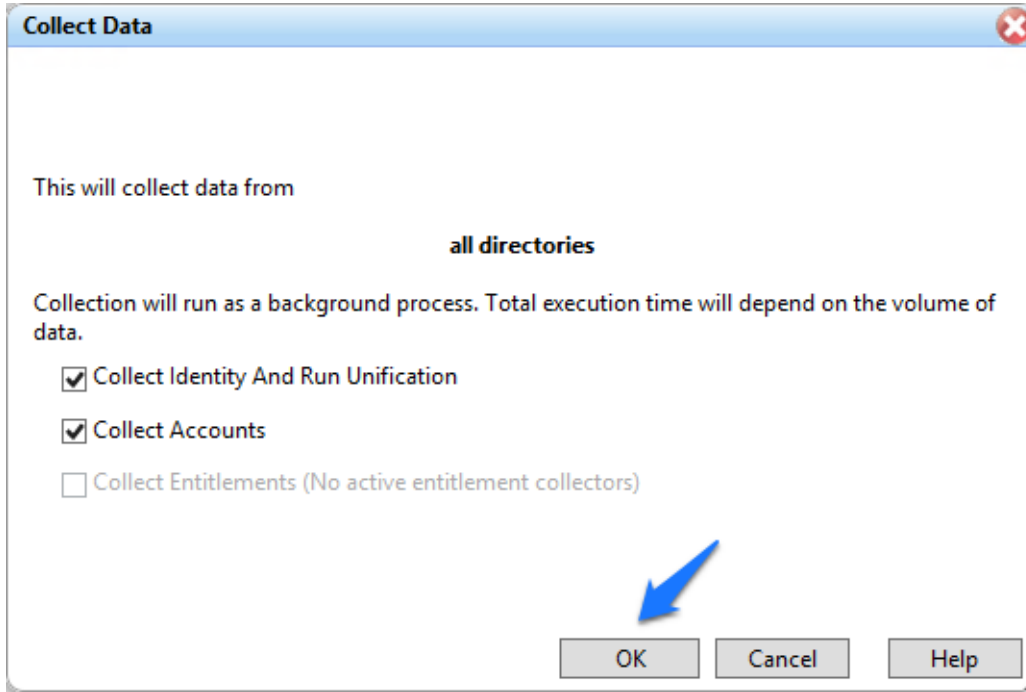 Collect Data
This will collect data from
all directories
Collection will run as a background process. Total execution time will depend on the volume of
data.
Collect Identity And Run Unification
Collect Accounts
Collect Entitlements (No active entitlement collectors)
OK
Cancel
Help